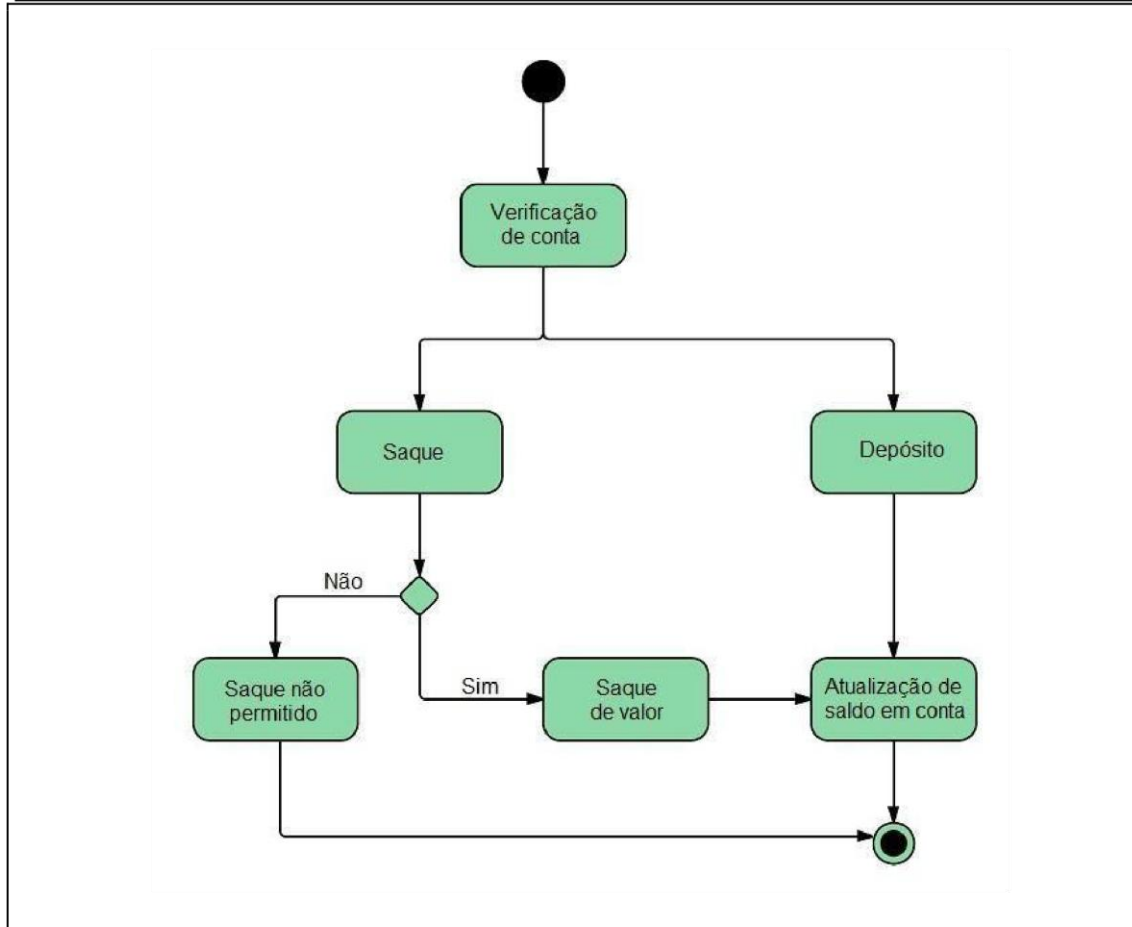 Verificação
de conta
Saque
Depósito
Não
Sim
Saque não
permitido
Saque
de valor
Atualização de
saldo em conta